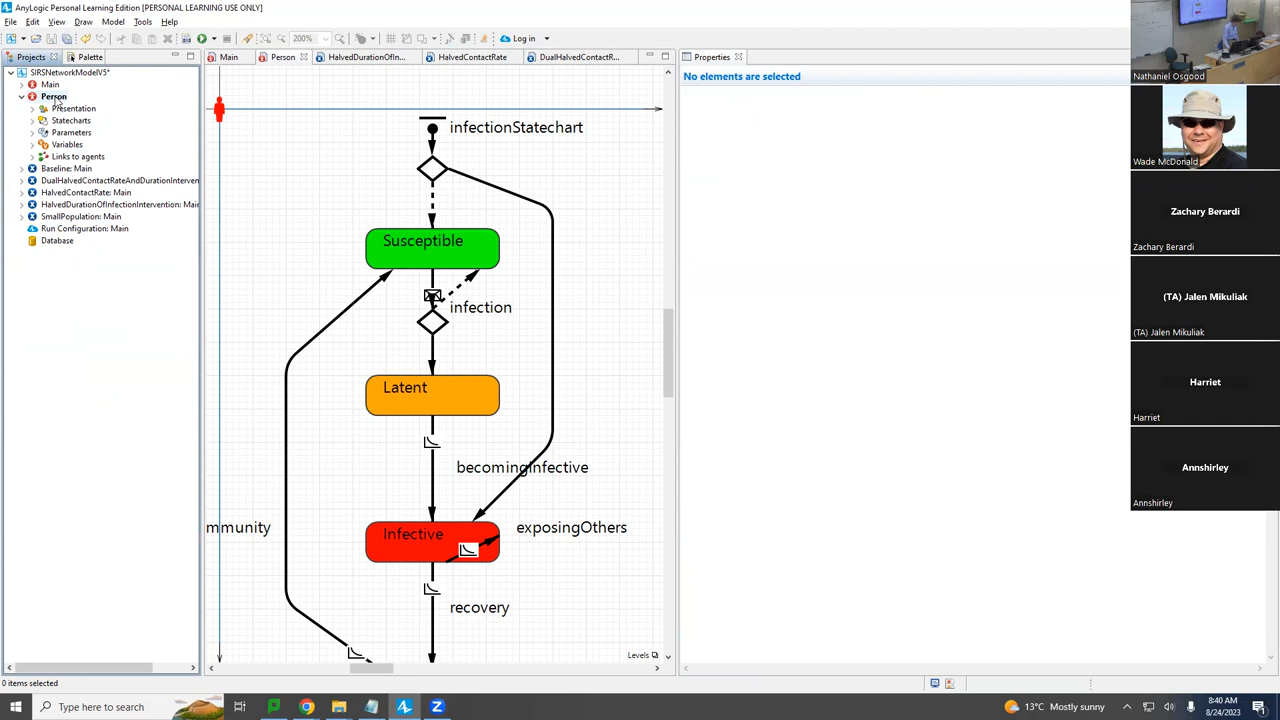 AnyLogic Personal Learning Edition [PERSONAL LEARNING USE ONLY]
File Edit View Draw Model Tools Help
200% Log in
Projects Palette Main Person HalvedDurationOfIn... HalvedContactRate DualHalvedContactR... Properties
SIRSNetworkModelV5*
Main
Person
Presentation
Statecharts
Parameters
Variables
Links to agents
Baseline: Main
DualHalvedContactRateAndDurationInterven
HalvedContactRate: Main
HalvedDurationOfInfectionIntervention: Main
SmallPopulation: Main
Run Configuration: Main
Database
infectionStatechart
Susceptible
infection
Latent
becomingInfective
mmunity
Infective
exposingOthers
recovery
Levels
No elements are selected
Nathaniel Osgood
Wade McDonald
Zachary Berardi
Zachary Berardi
(TA) Jalen Mikuliak
(TA) Jalen Mikuliak
Harriet
Harriet
Annshirley
Annshirley
0 items selected
Type here to search
13°C Mostly sunny
8:40 AM
8/24/2023
1